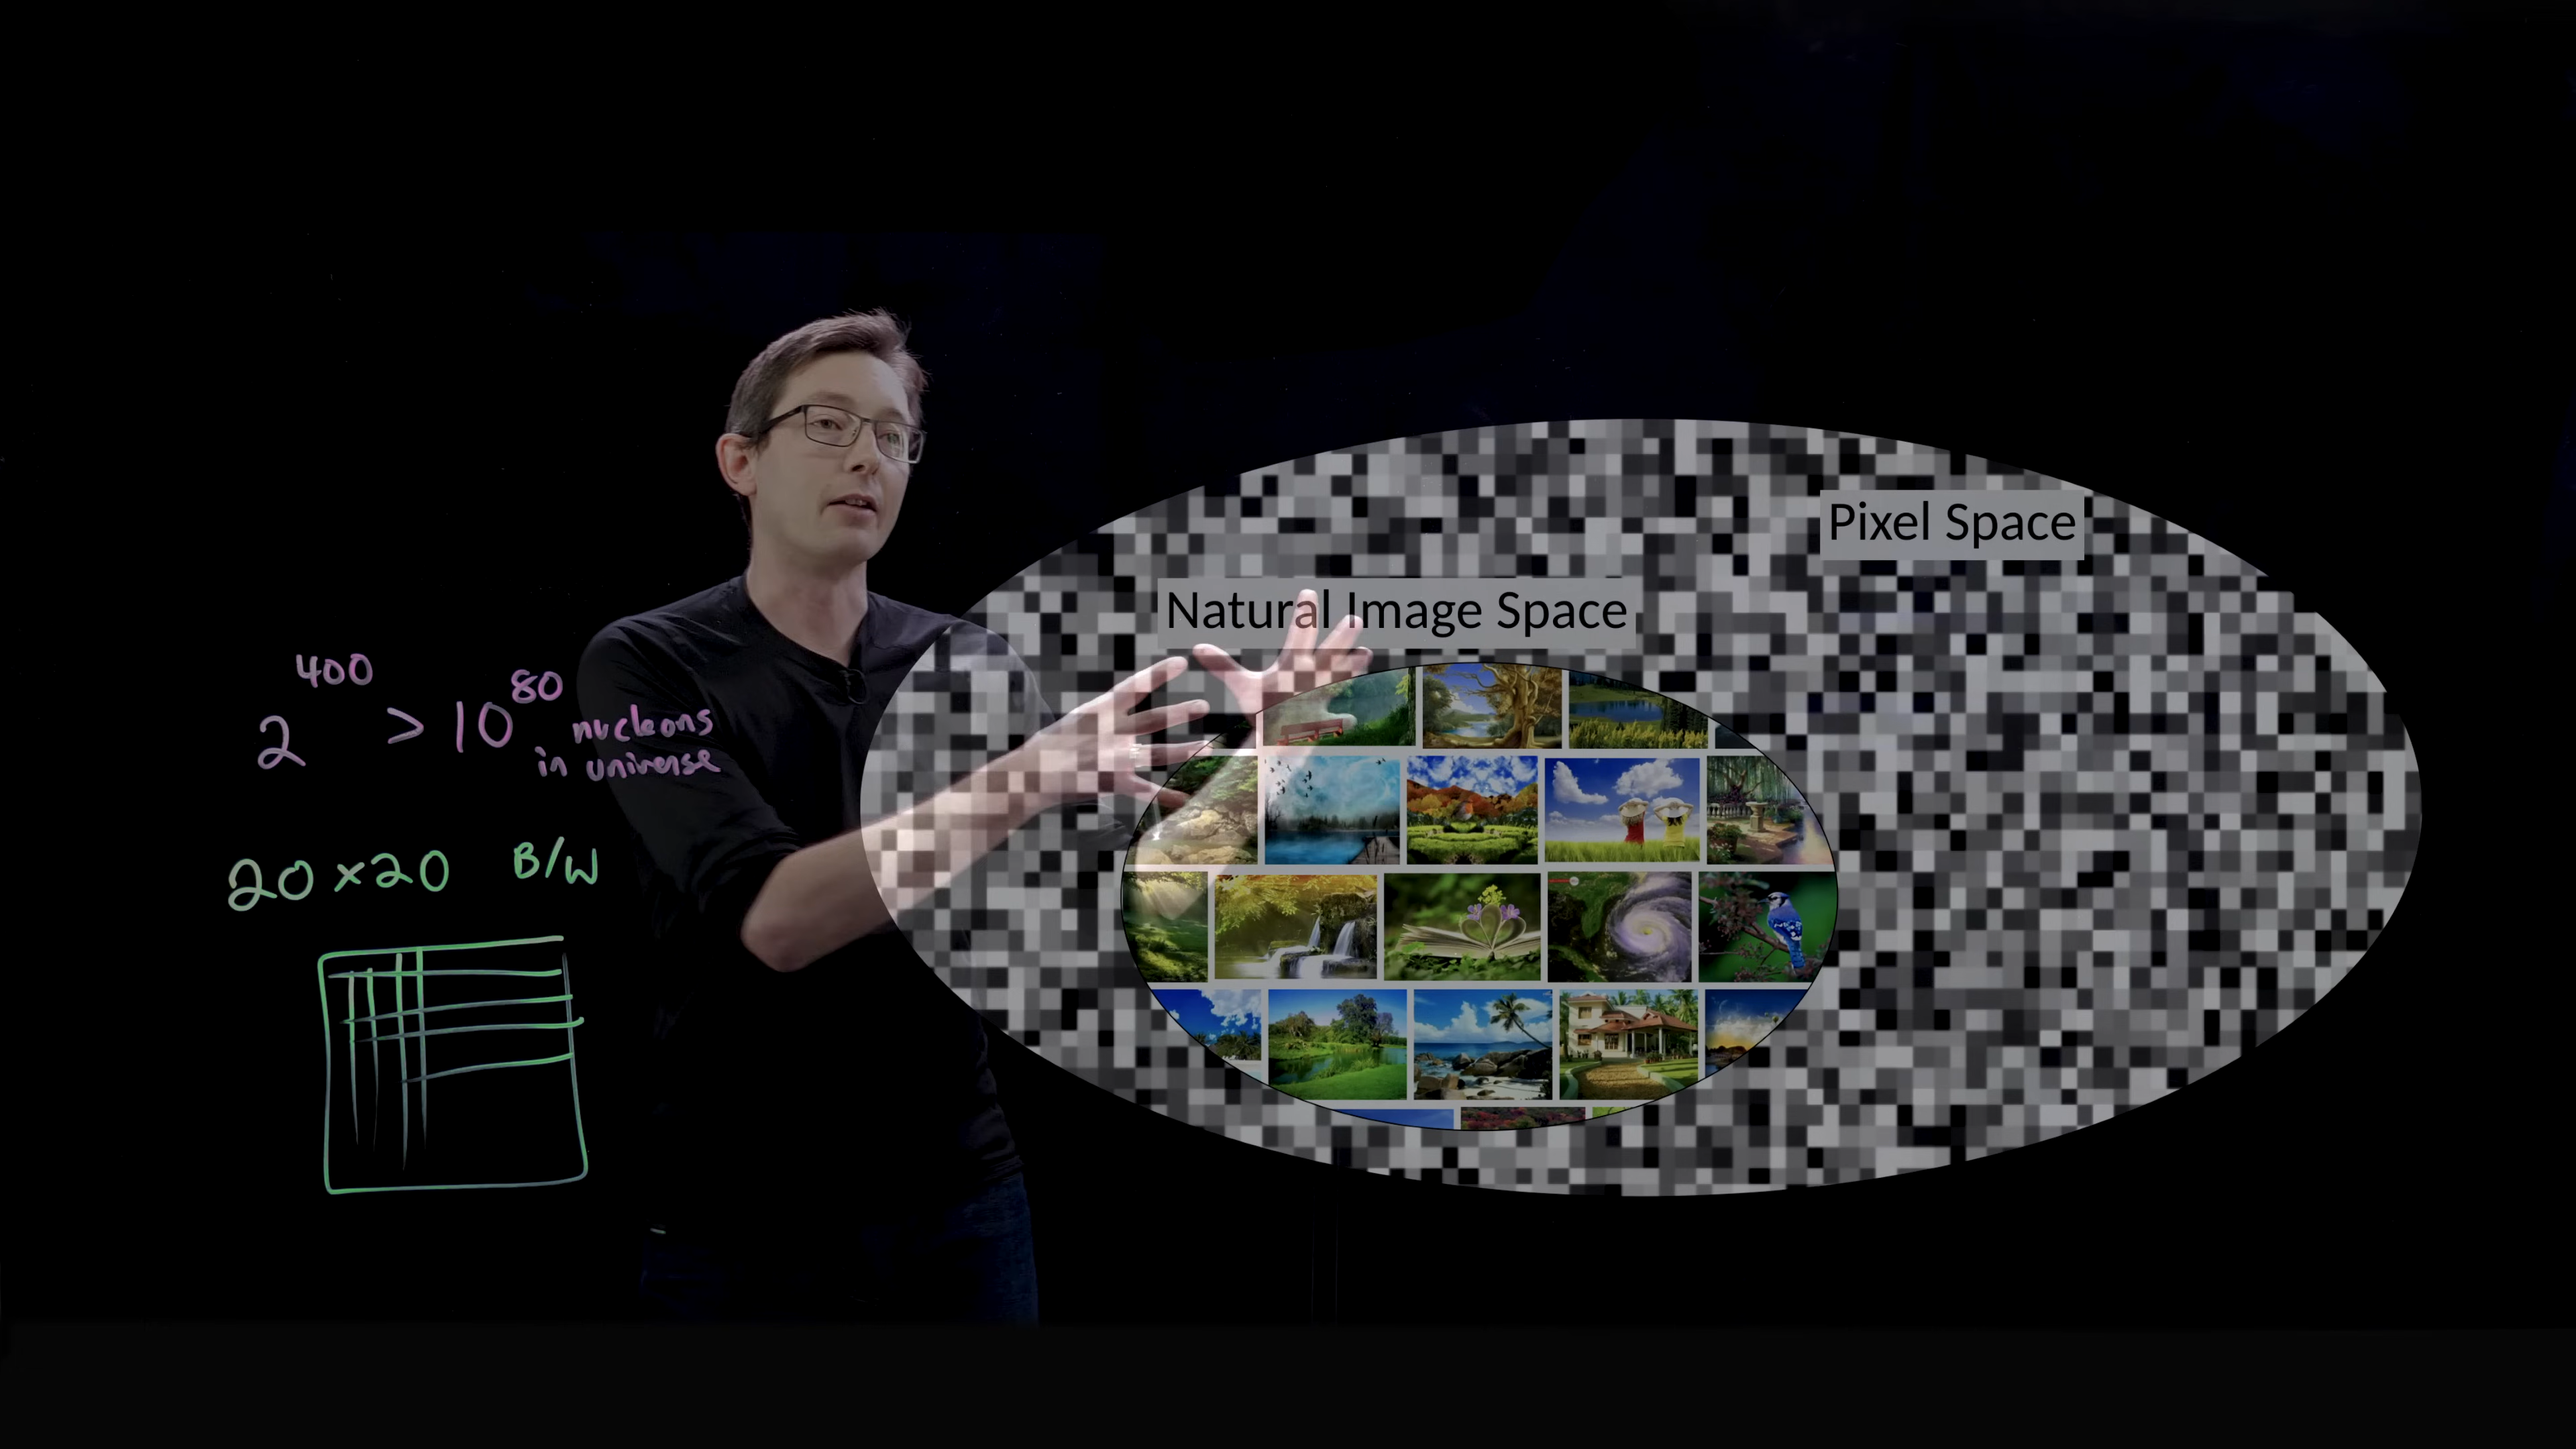 Pixel Space
Natural Image Space
2^400 > 10^80 nucleons
in universe
20 x 20 B/W